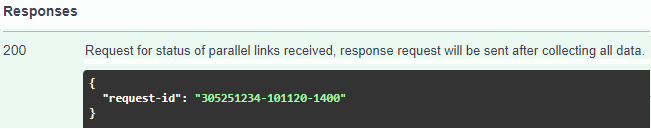 Responses
200 Request for status of parallel links received, response request will be sent after collecting all data.
{
"request-id": "305251234-101120-1400"
}